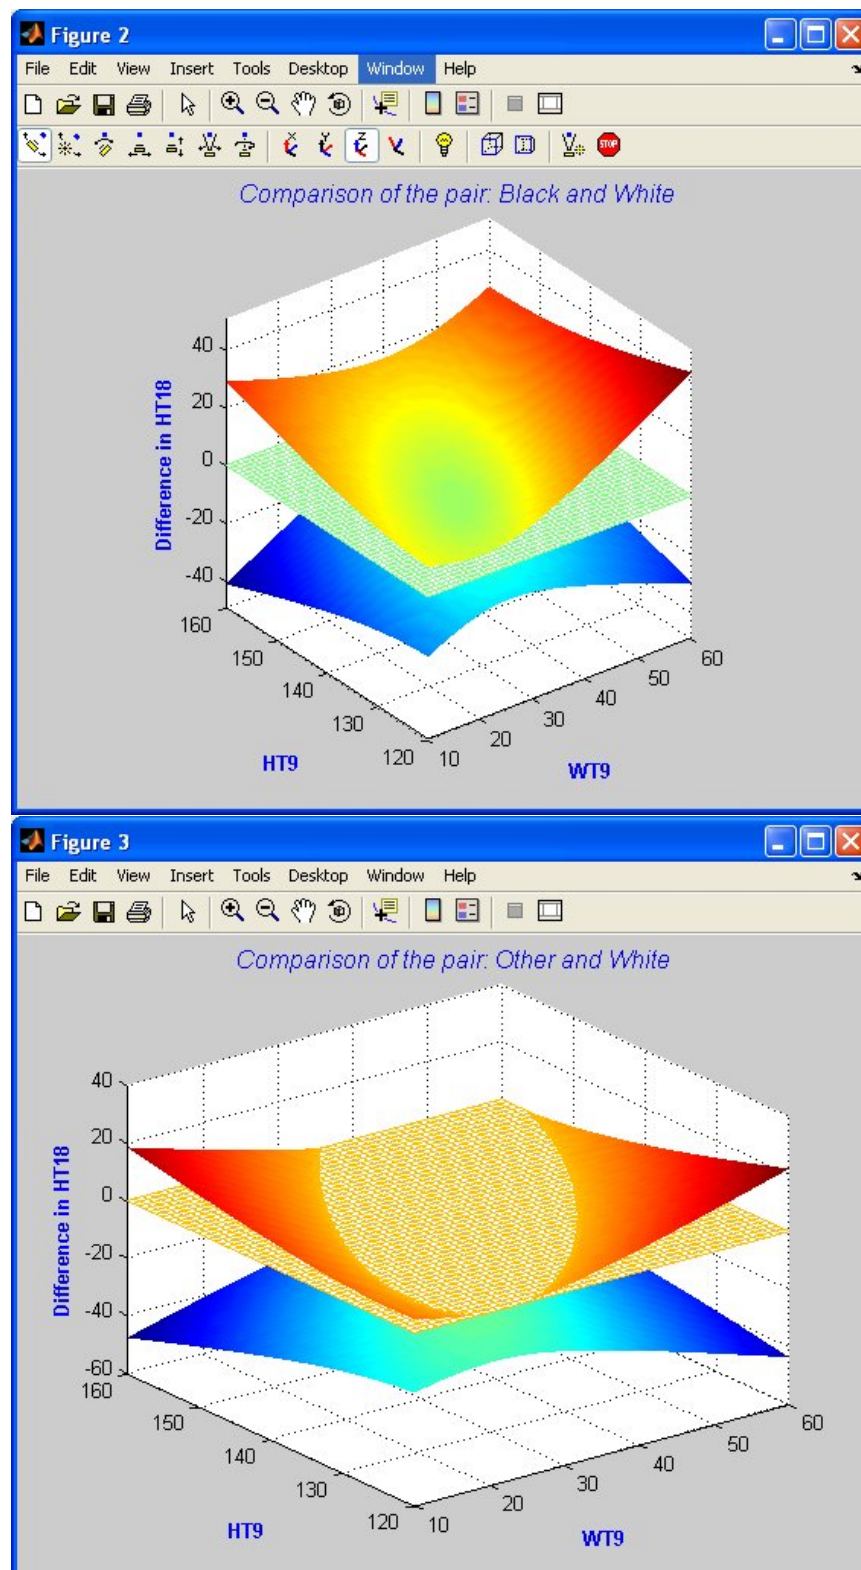 Figure 2
File Edit View Insert Tools Desktop Window Help
X Y Z STOP
Comparison of the pair: Black and White
Difference in HT18
40
20
0
-20
-40
160
150
140
130
120
HT9
10
20
30
40
50
60
WT9
Figure 3
File Edit View Insert Tools Desktop Window Help
Comparison of the pair: Other and White
Difference in HT18
40
20
0
-20
-40
-60
160
150
140
130
120
HT9
10
20
30
40
50
60
WT9